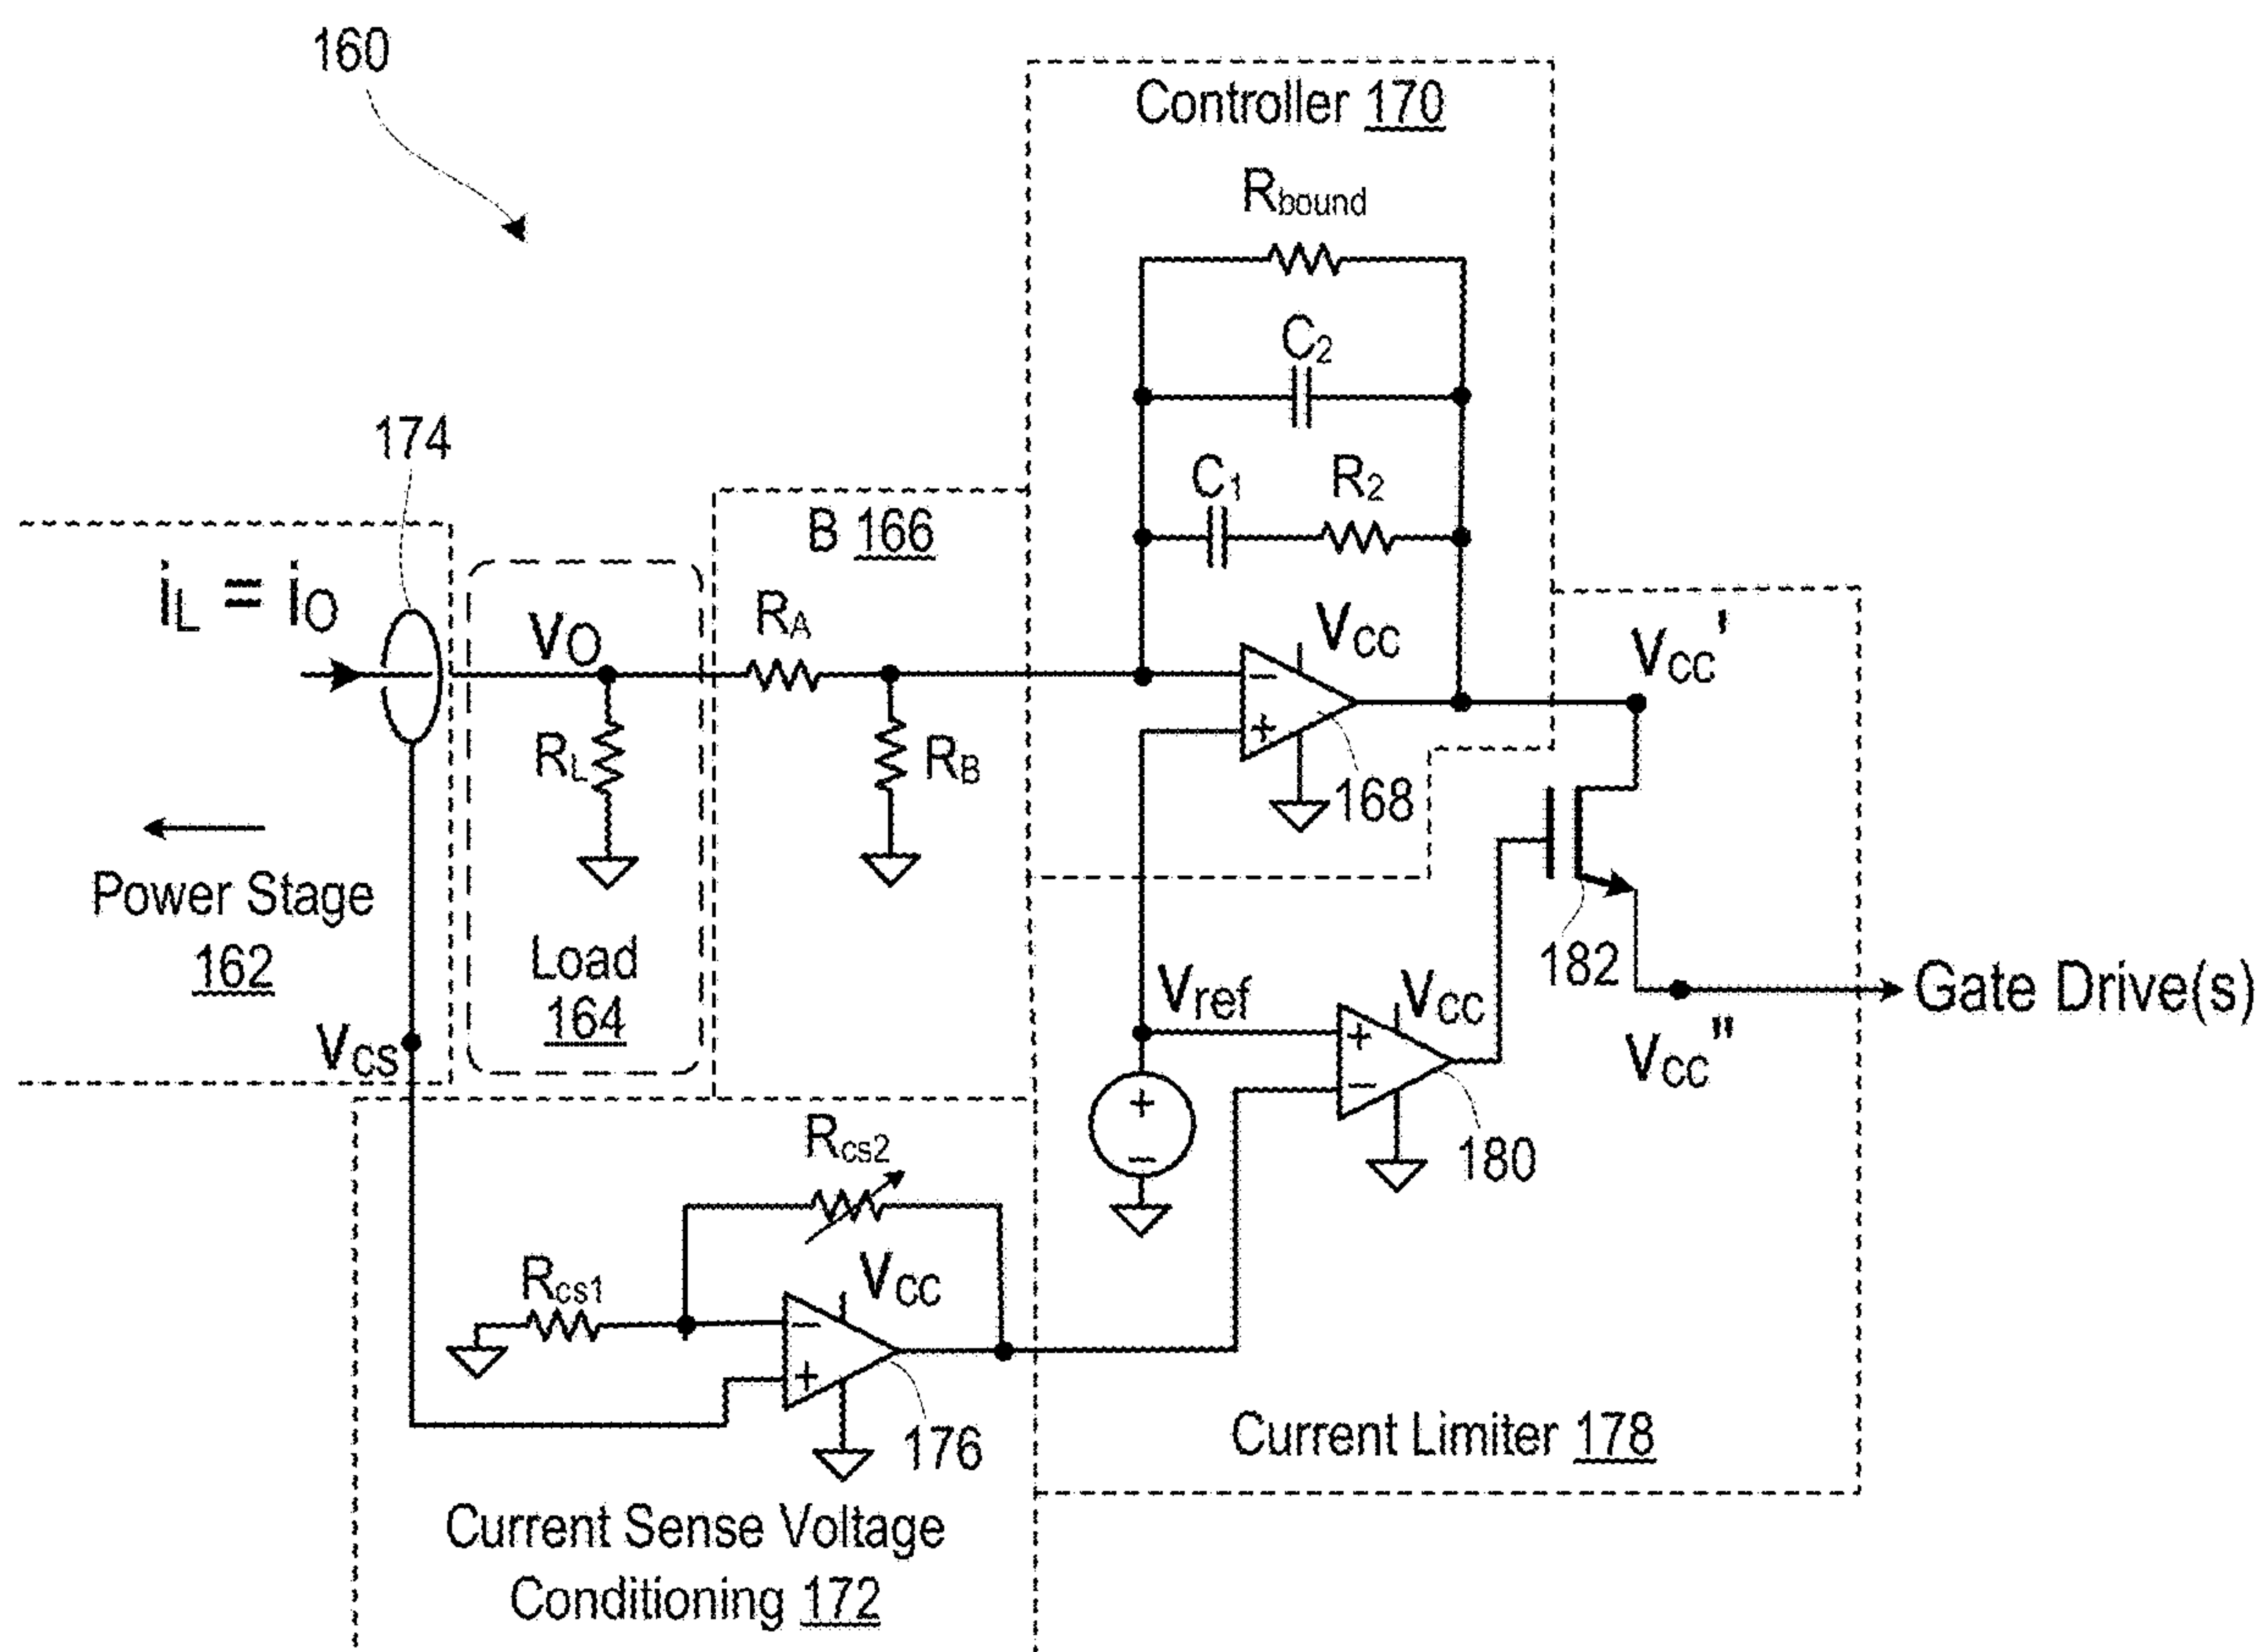 160
Controller 170
Rbound
C2
174
C1
R2
B 166
iL = iO
VO
RA
VCC
VCC'
RL
RB
168
Power Stage
162
Load
164
182
Vref
VCC
Gate Drive(s)
VCC"
VCS
Rcs2
180
Rcs1
VCC
176
Current Limiter 178
Current Sense Voltage
Conditioning 172